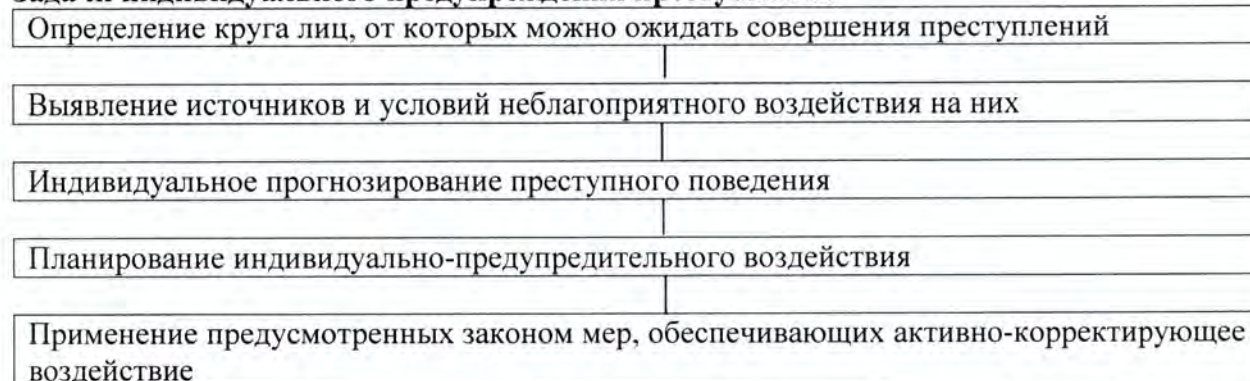 Определение круга лиц, от которых можно ожидать совершения преступлений
Выявление источников и условий неблагоприятного воздействия на них
Индивидуальное прогнозирование преступного поведения
Планирование индивидуально-предупредительного воздействия
Применение предусмотренных законом мер, обеспечивающих активно-корректирующее
воздействие